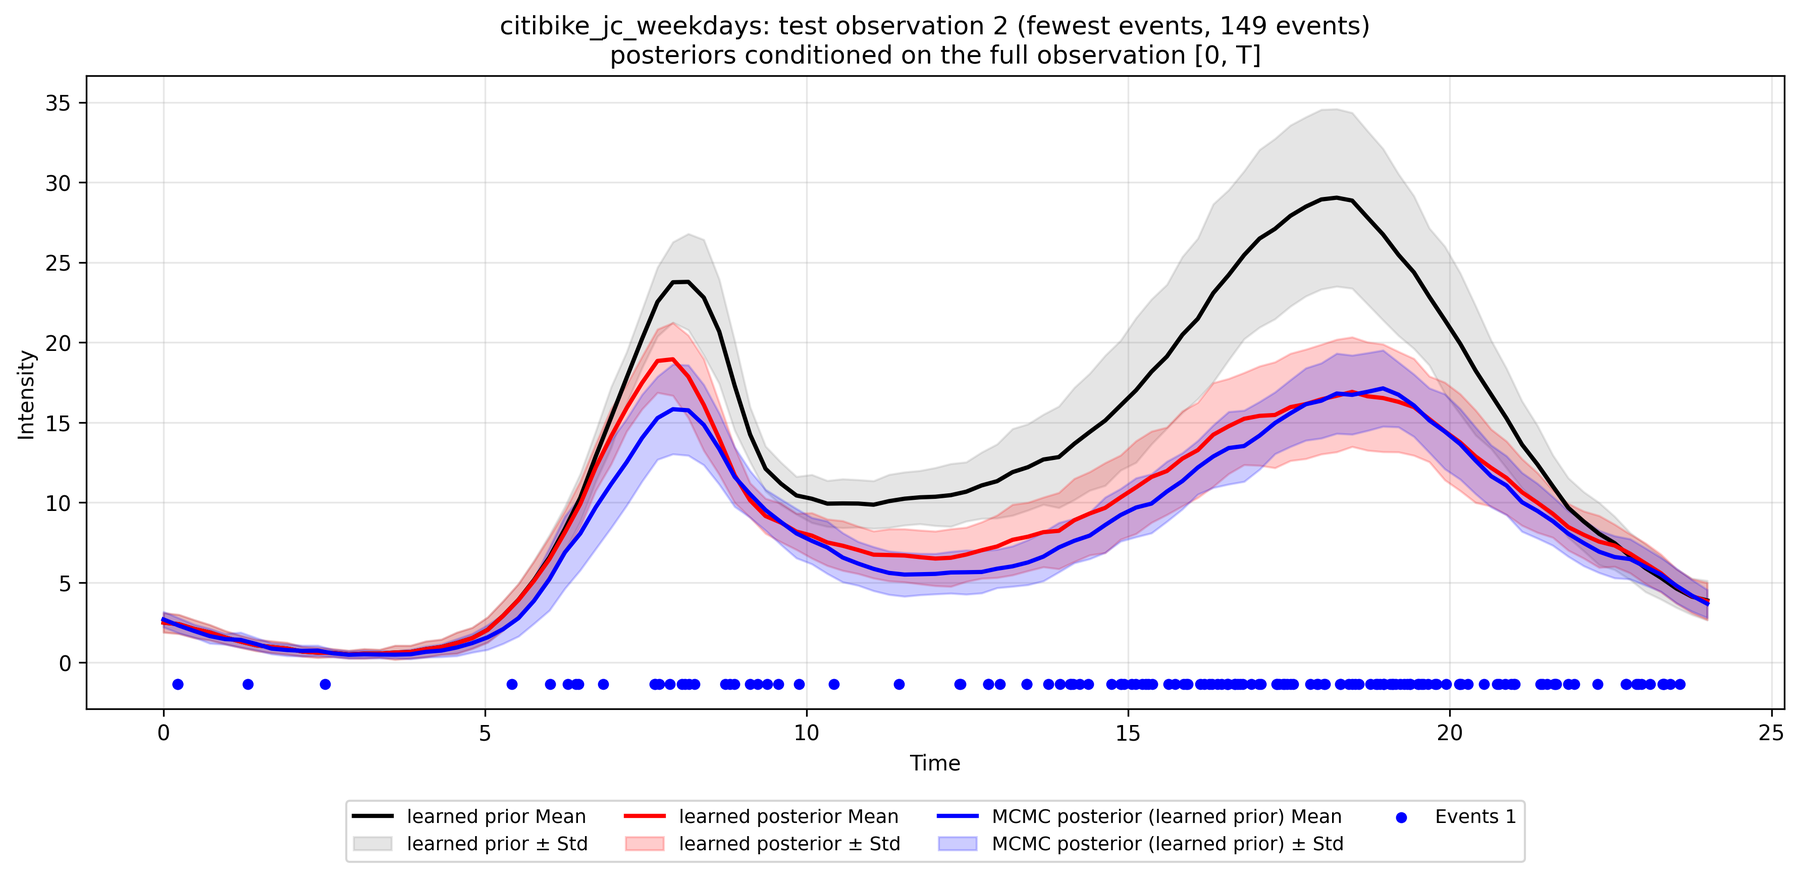 citibike_jc_weekdays: test observation 2 (fewest events, 149 events)
posteriors conditioned on the full observation [0, T]
35
30
25
20
15
10
5
0
Intensity
0
5
10
15
20
25
Time
learned prior Mean
learned prior ± Std
learned posterior Mean
learned posterior ± Std
MCMC posterior (learned prior) Mean
MCMC posterior (learned prior) ± Std
Events 1